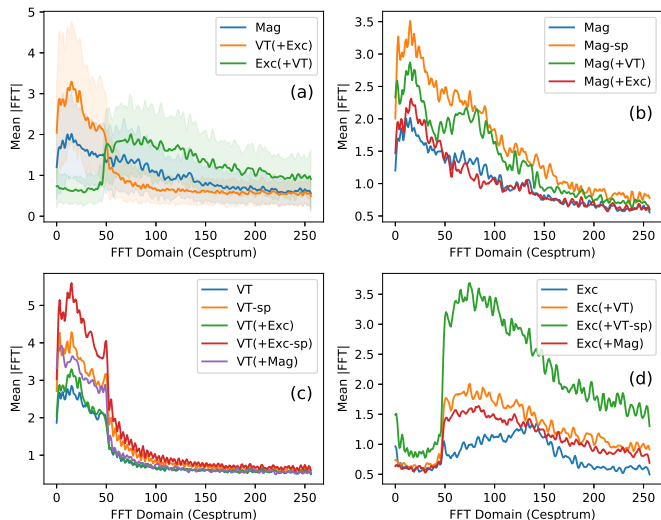 Mag
VT(+Exc)
Exc(+VT)
(a)
5
4
3
2
1
0
0 50 100 150 200 250
Mean |FFT|
FFT Domain (Cesptrum)
Mag
Mag-sp
Mag(+VT)
Mag(+Exc)
(b)
3.5
3.0
2.5
2.0
1.5
1.0
0.5
0 50 100 150 200 250
Mean |FFT|
FFT Domain (Cesptrum)
VT
VT-sp
VT(+Exc)
VT(+Exc-sp)
VT(+Mag)
(c)
5
4
3
2
1
0 50 100 150 200 250
Mean |FFT|
FFT Domain (Cesptrum)
Exc
Exc(+VT)
Exc(+VT-sp)
Exc(+Mag)
(d)
3.5
3.0
2.5
2.0
1.5
1.0
0.5
0 50 100 150 200 250
Mean |FFT|
FFT Domain (Cesptrum)